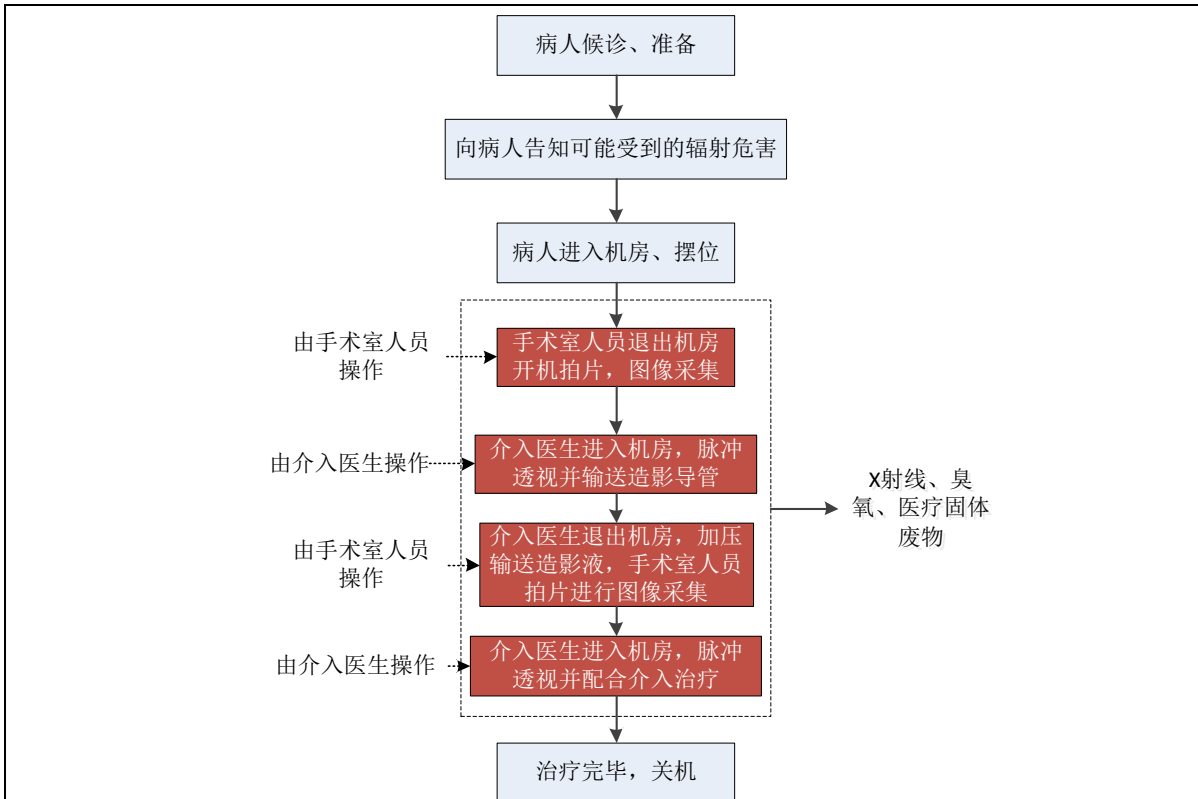 病人候诊、准备
向病人告知可能受到的辐射危害
病人进入机房、摆位
由手术室人员
操作
手术室人员退出机房
开机拍片，图像采集
由介入医生操作
介入医生进入机房，脉冲
透视并输送造影导管
由手术室人员
操作
介入医生退出机房，加压
输送造影液，手术室人员
拍片进行图像采集
由介入医生操作
介入医生进入机房，脉冲
透视并配合介入治疗
X射线、臭
氧、医疗固体
废物
治疗完毕，关机